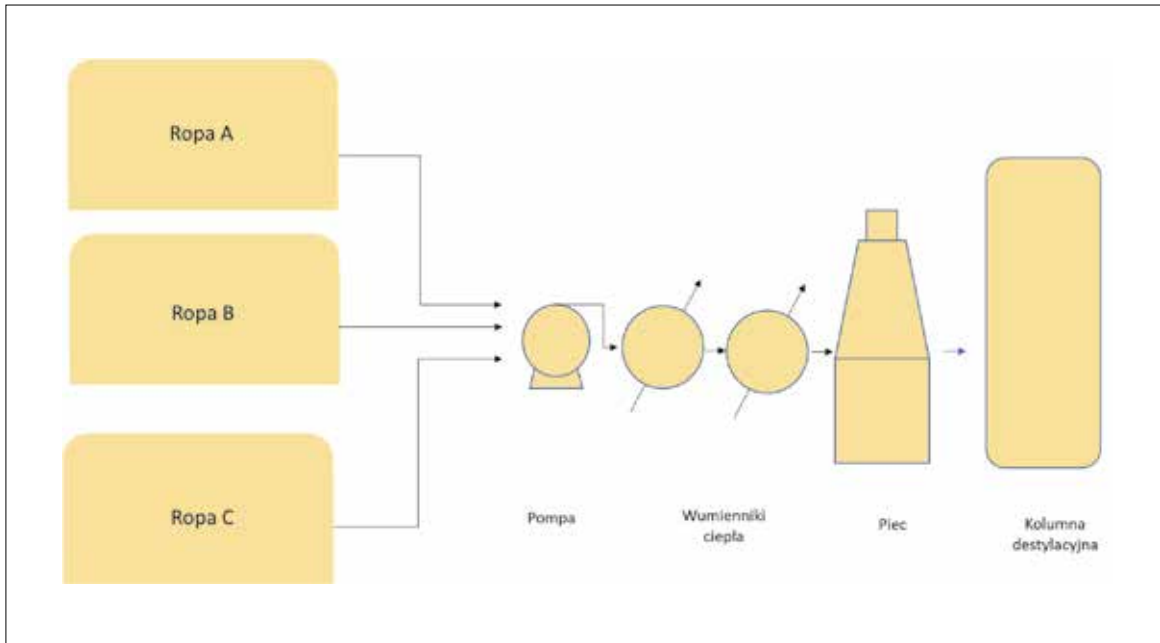 Ropa A
Ropa B
Ropa C
Pompa
Wumienniki
ciepła
Piec
Kolumna
destylacyjna